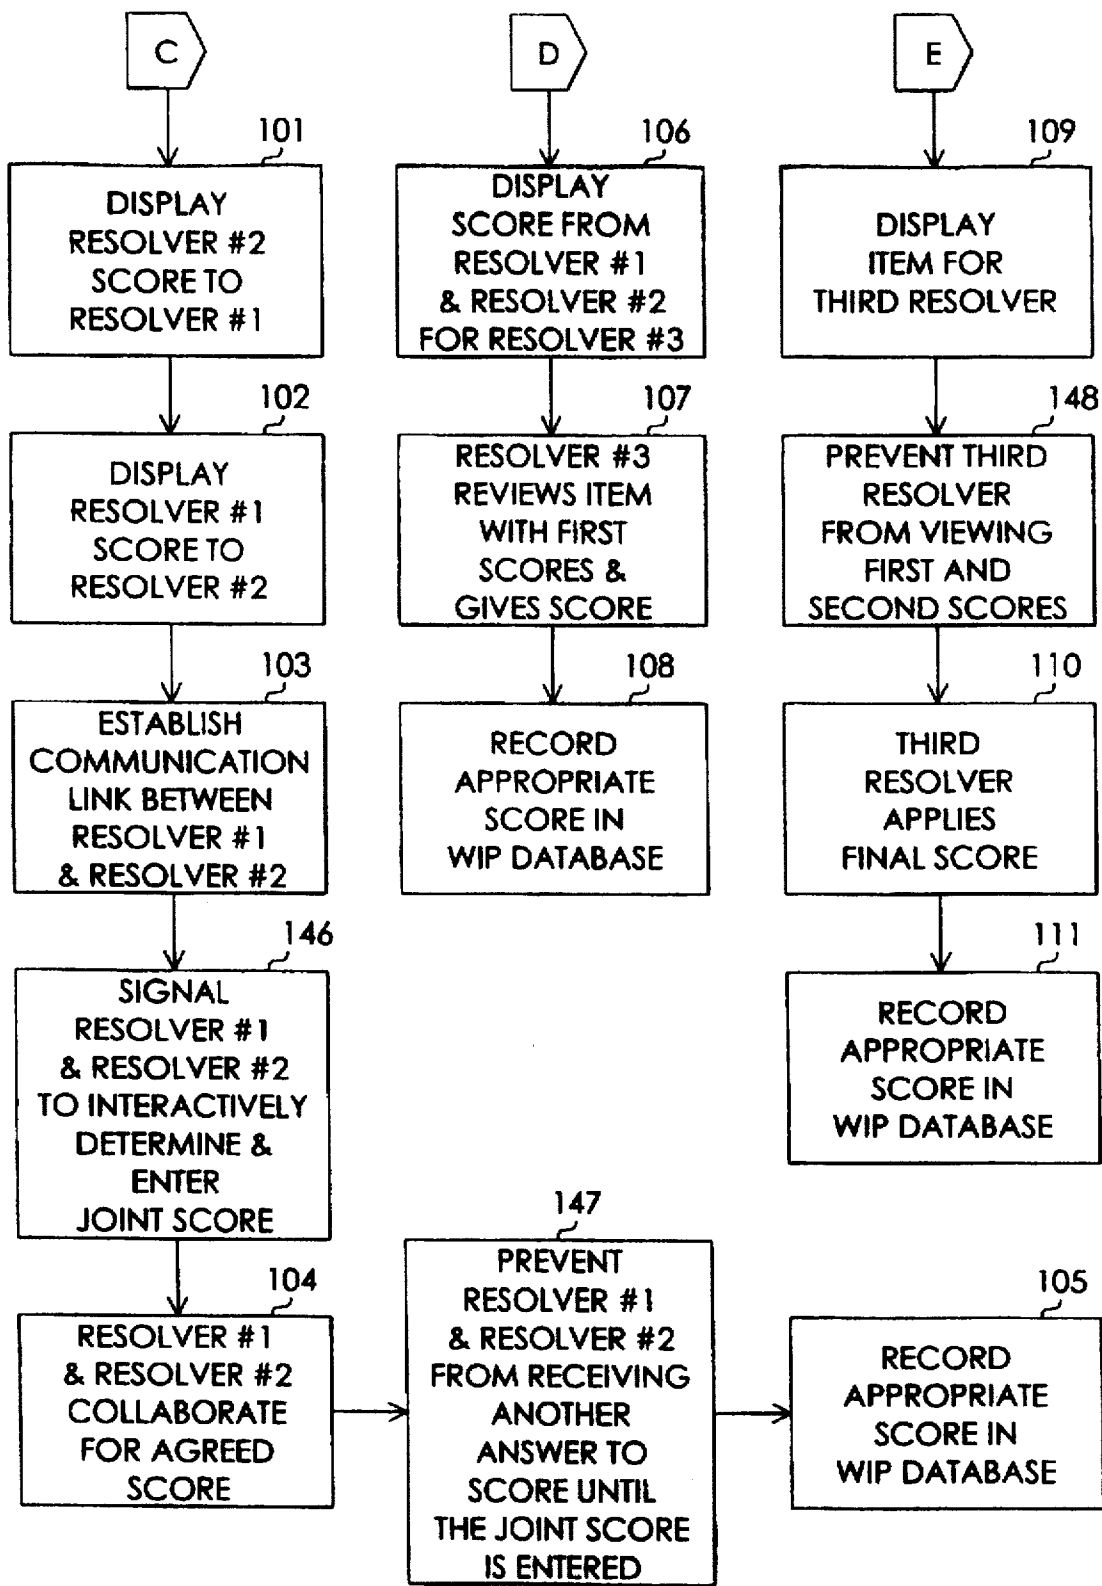 C
101
DISPLAY
RESOLVER #2
SCORE TO
RESOLVER #1
102
DISPLAY
RESOLVER #1
SCORE TO
RESOLVER #2
103
ESTABLISH
COMMUNICATION
LINK BETWEEN
RESOLVER #1
& RESOLVER #2
146
SIGNAL
RESOLVER #1
& RESOLVER #2
TO INTERACTIVELY
DETERMINE &
ENTER
JOINT SCORE
104
RESOLVER #1
& RESOLVER #2
COLLABORATE
FOR AGREED
SCORE
147
PREVENT
RESOLVER #1
& RESOLVER #2
FROM RECEIVING
ANOTHER
ANSWER TO
SCORE UNTIL
THE JOINT SCORE
IS ENTERED
105
RECORD
APPROPRIATE
SCORE IN
WIP DATABASE
D
106
DISPLAY
SCORE FROM
RESOLVER #1
& RESOLVER #2
FOR RESOLVER #3
107
RESOLVER #3
REVIEWS ITEM
WITH FIRST
SCORES &
GIVES SCORE
108
RECORD
APPROPRIATE
SCORE IN
WIP DATABASE
E
109
DISPLAY
ITEM FOR
THIRD RESOLVER
148
PREVENT THIRD
RESOLVER
FROM VIEWING
FIRST AND
SECOND SCORES
110
THIRD
RESOLVER
APPLIES
FINAL SCORE
111
RECORD
APPROPRIATE
SCORE IN
WIP DATABASE